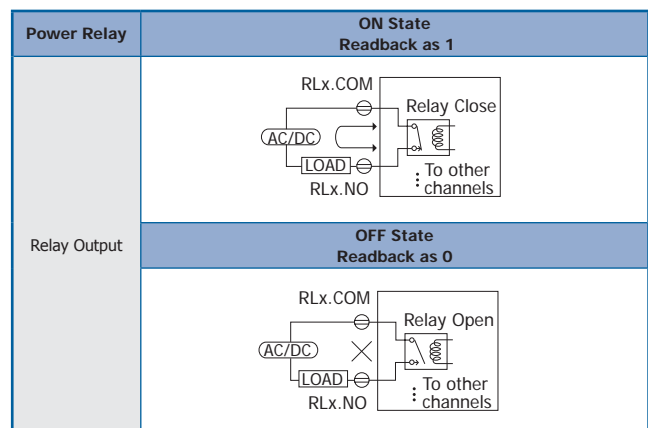 Power Relay
ON State
Readback as 1
Relay Output
RLx.COM
Relay Close
AC/DC
LOAD
RLx.NO
To other
channels
OFF State
Readback as 0
RLx.COM
Relay Open
AC/DC
LOAD
RLx.NO
To other
channels